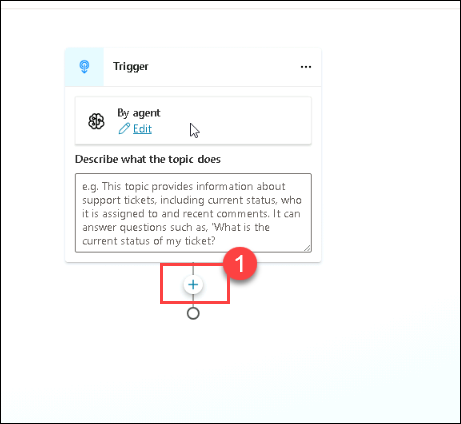 Trigger
By agent
Edit
Describe what the topic does
e.g. This topic provides information about
support tickets, including current status, who
it is assigned to and recent comments. It can
answer questions such as, "What is the
current status of my ticket?
1